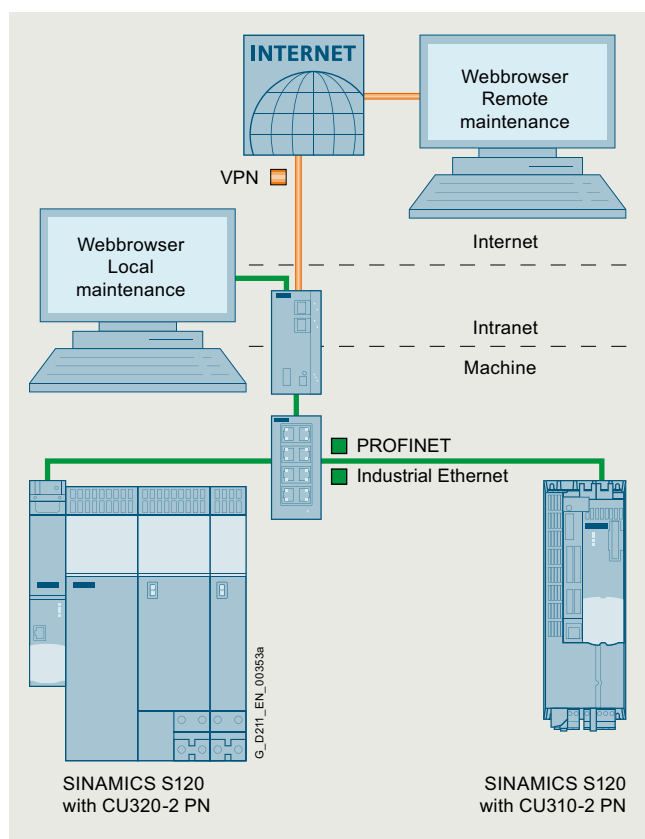 INTERNET
Webbrowser
Remote
maintenance
VPN
Webbrowser
Local
maintenance
Internet
Intranet
Machine
PROFINET
Industrial Ethernet
G_D211_EN_00353a
SINAMICS S120
with CU320-2 PN
SINAMICS S120
with CU310-2 PN